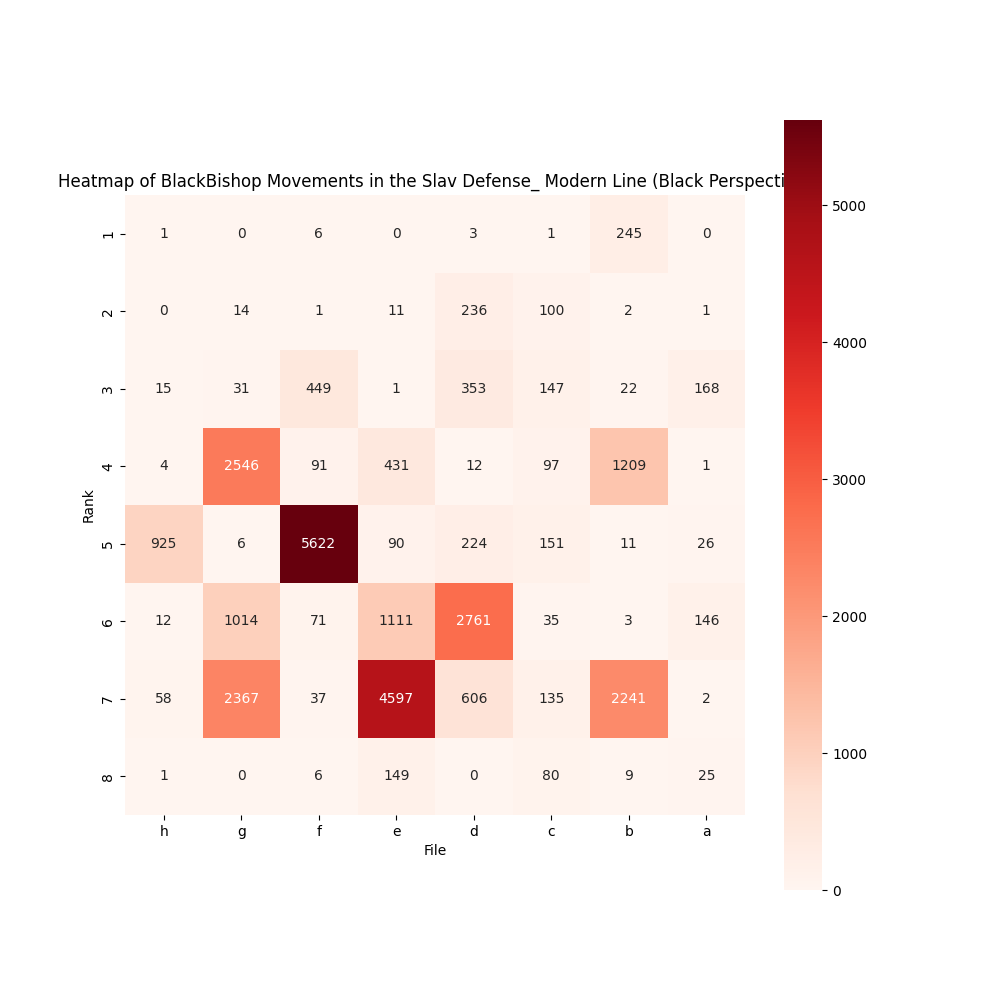 Heatmap of BlackBishop Movements in the Slav Defense_ Modern Line (Black Perspecti
1 0 6 0 3 1 245 0
0 14 1 11 236 100 2 1
15 31 449 1 353 147 22 168
4 2546 91 431 12 97 1209 1
925 6 5622 90 224 151 11 26
12 1014 71 1111 2761 35 3 146
58 2367 37 4597 606 135 2241 2
1 0 6 149 0 80 9 25
1
2
3
4
5
6
7
8
Rank
h g f e d c b a
File
5000
4000
3000
2000
1000
0